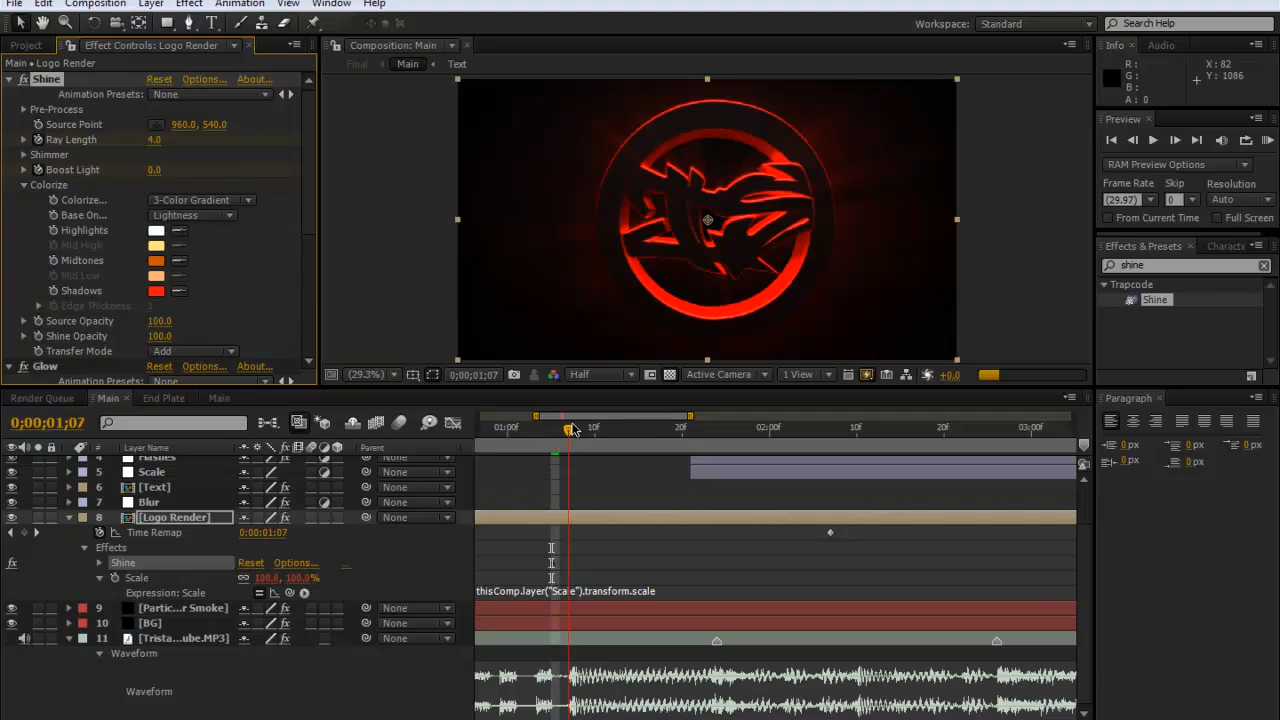 File Edit Composition Layer Effect Animation View Window Help
Workspace: Standard Search Help
Project Effect Controls: Logo Render
Main • Logo Render
fx Shine Reset Options... About...
Animation Presets: None
Pre-Process
Source Point 960.0, 540.0
Ray Length 4.0
Shimmer
Boost Light 0.0
Colorize
Colorize... 3-Color Gradient
Base On... Lightness
Highlights
Mid High
Midtones
Mid Low
Shadows
Edge Thickness 1
Source Opacity 100.0
Shine Opacity 100.0
Transfer Mode Add
fx Glow Reset Options... About...
Animation Presets: None
Composition: Main
Final Main Text
(29.3%) 0;00;01;07 Half Active Camera 1 View +0.0
Info Audio
R : X : 82
G : Y : 1086
B :
A : 0
Preview
RAM Preview Options
Frame Rate Skip Resolution
(29.97) 0 Auto
From Current Time Full Screen
Effects & Presets Characte
shine
Trapcode
Shine
Paragraph
0 px 0 px 0 px
0 px 0 px
Render Queue Main End Plate Main
0;00;01;07
01:00f 10f 20f 02:00f 10f 20f 03:00f
# Layer Name Parent
4 Flashes None
5 Scale None
6 [Text] None
7 Blur None
8 [Logo Render] None
Time Remap 0:00:01:07
Effects
fx Shine Reset Options... ...
Scale 100.0, 100.0%
Expression: Scale thisComp.layer("Scale").transform.scale
9 [Partic...r Smoke] None
10 [BG] None
11 [Trista...ube.MP3] None
Waveform
Waveform